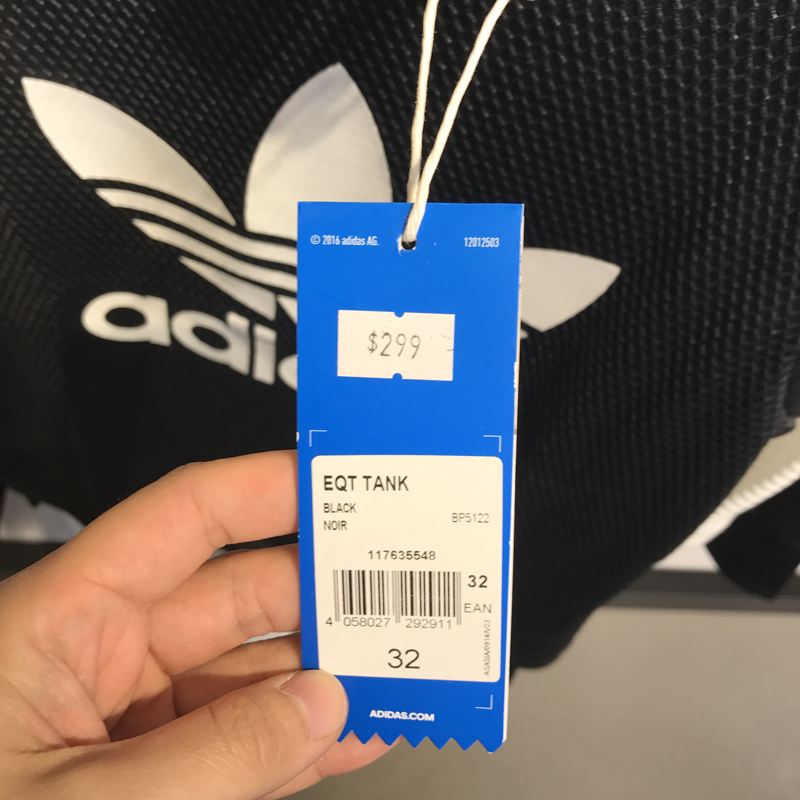 adi
© 2016 adidas AG.
12012503
$299
EQT TANK
BLACK
NOIR
BP5122
117635548
32
EAN
4 058027 292911
32
ADIDAS.COM